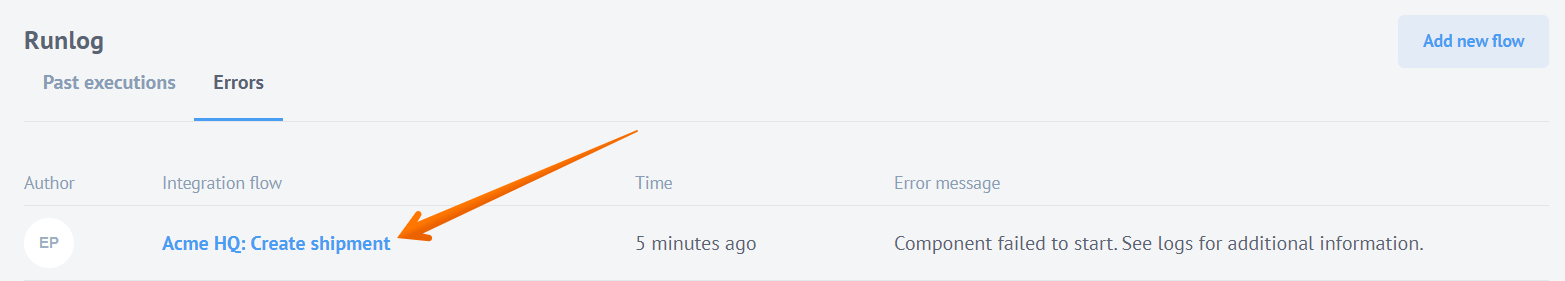 Runlog
Add new flow
Past executions Errors
Author Integration flow Time Error message
EP Acme HQ: Create shipment 5 minutes ago Component failed to start. See logs for additional information.